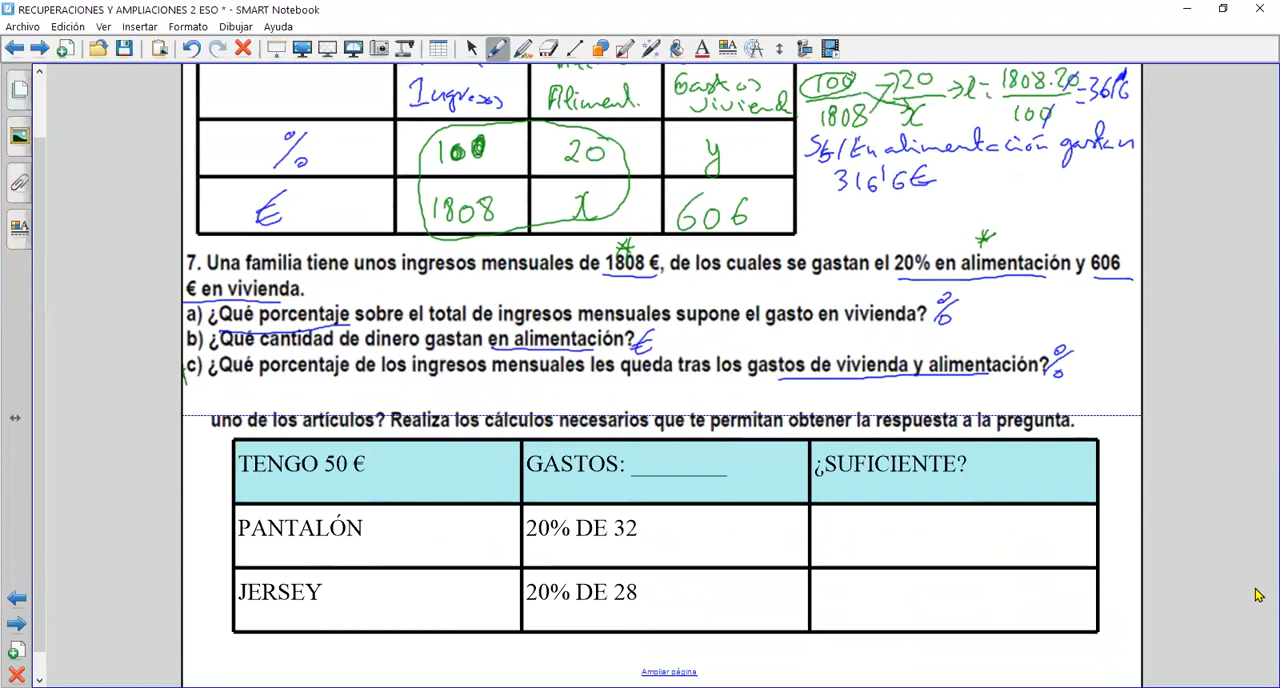 RECUPERACIONES Y AMPLIACIONES 2 ESO * - SMART Notebook
Archivo Edición Ver Insertar Formato Dibujar Ayuda
Ingresos Aliment. Gastos vivienda
% 100 20 y
€ 1808 x 606
100/1808 → 20/x → x = 1808·20/100 = 361'6
En alimentación gastan
316'6€
7. Una familia tiene unos ingresos mensuales de 1808 €, de los cuales se gastan el 20% en alimentación y 606
€ en vivienda.
a) ¿Qué porcentaje sobre el total de ingresos mensuales supone el gasto en vivienda? %
b) ¿Qué cantidad de dinero gastan en alimentación? €
c) ¿Qué porcentaje de los ingresos mensuales les queda tras los gastos de vivienda y alimentación? %
uno de los artículos? Realiza los cálculos necesarios que te permitan obtener la respuesta a la pregunta.
TENGO 50 € GASTOS: ________ ¿SUFICIENTE?
PANTALÓN 20% DE 32
JERSEY 20% DE 28
Ampliar página